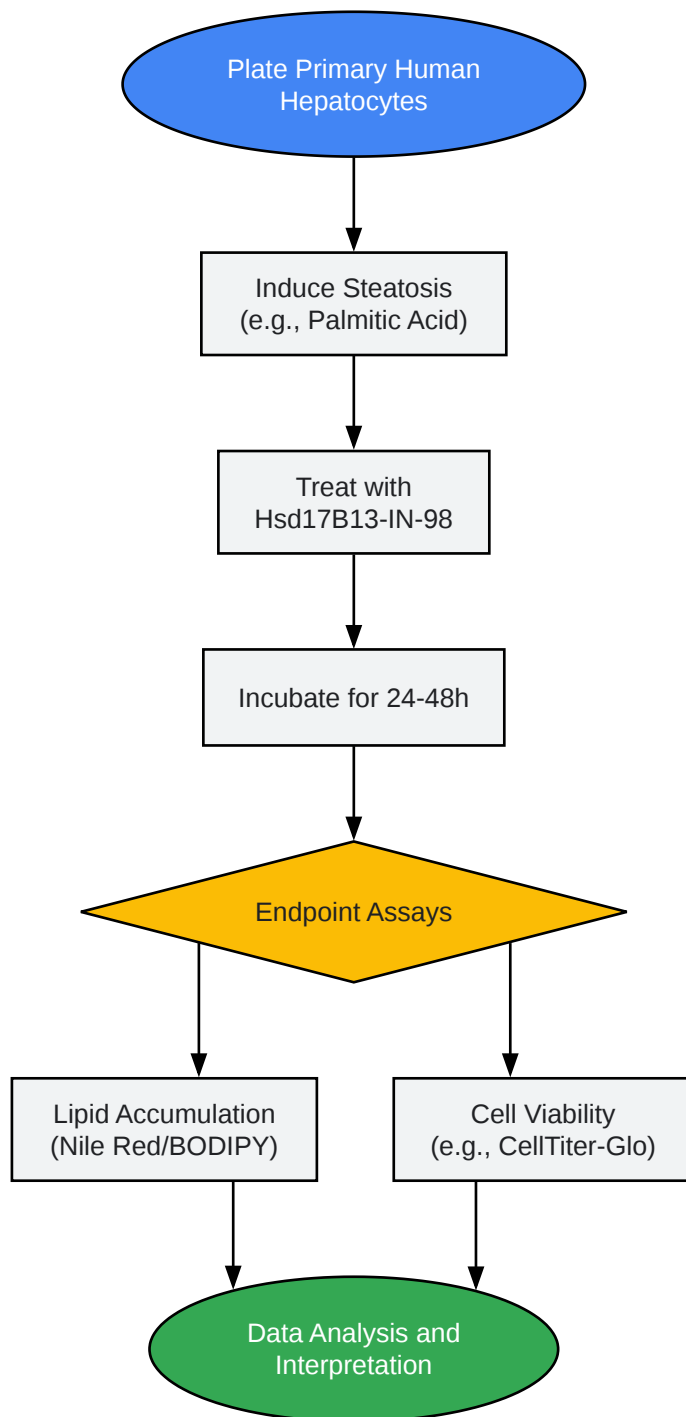 Plate Primary Human
Hepatocytes
Induce Steatosis
(e.g., Palmitic Acid)
Treat with
Hsd17B13-IN-98
Incubate for 24-48h
Endpoint Assays
Lipid Accumulation
(Nile Red/BODIPY)
Cell Viability
(e.g., CellTiter-Glo)
Data Analysis and
Interpretation